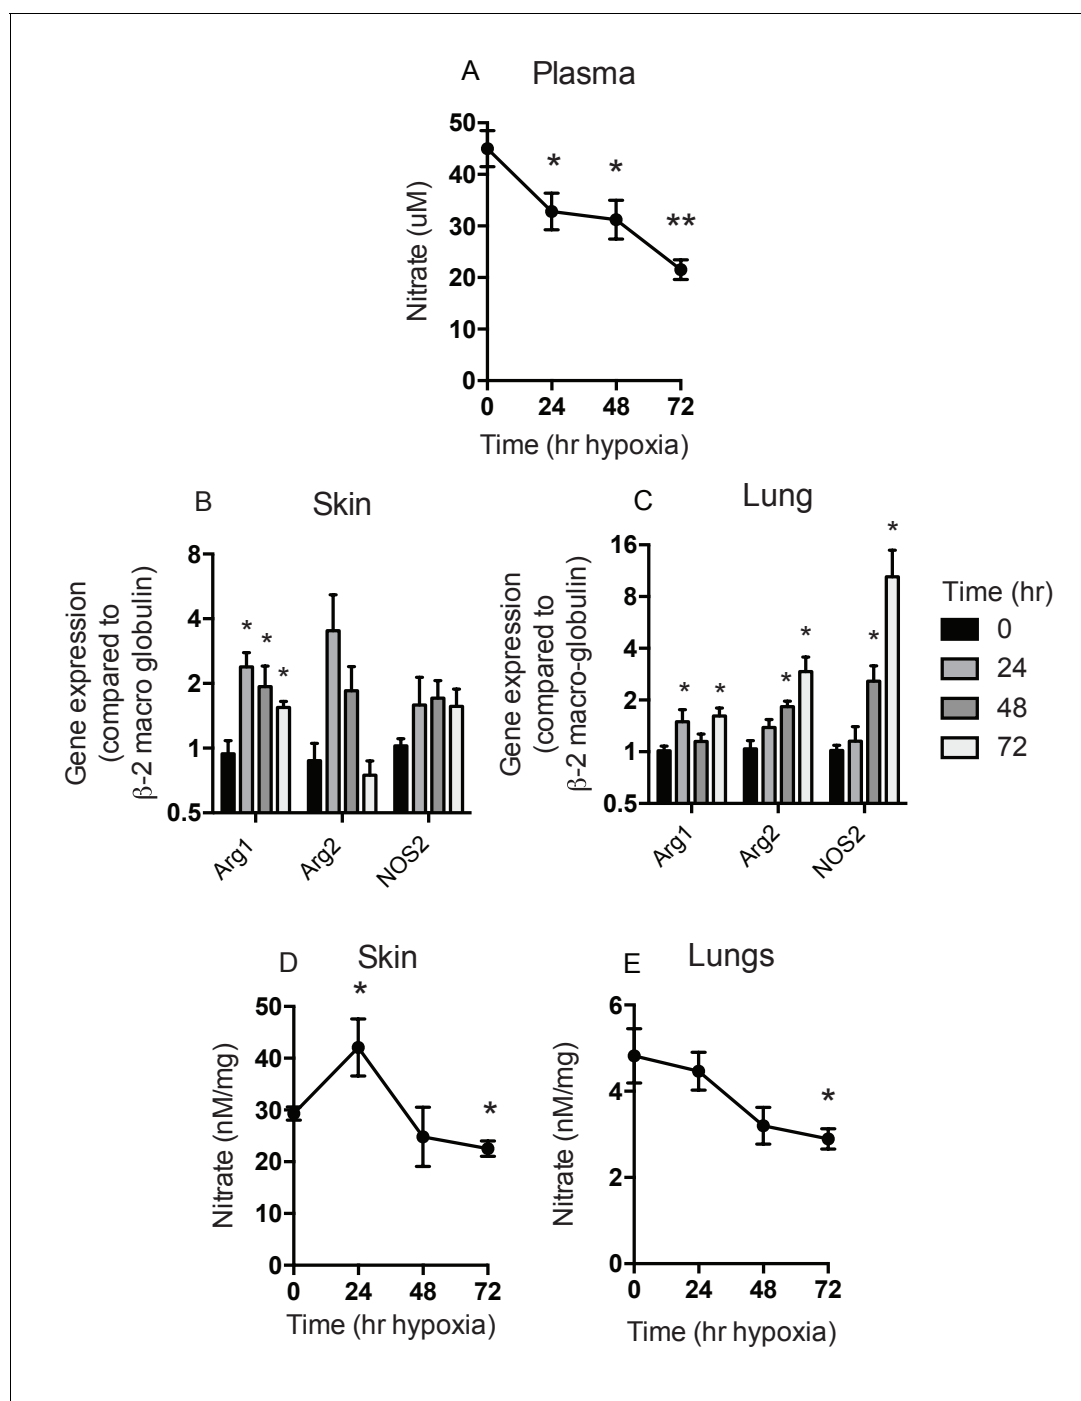 A Plasma
50
40
30
20
10
0
Nitrate (uM)
* * **
0 24 48 72
Time (hr hypoxia)
B Skin
8
4
2
1
0.5
Gene expression
(compared to
β-2 macro globulin)
* * *
Arg1 Arg2 NOS2
C Lung
16
8
4
2
1
0.5
Gene expression
(compared to
β-2 macro-globulin)
* * * * * *
Arg1 Arg2 NOS2
Time (hr)
0
24
48
72
D Skin
50
40
30
20
10
0
Nitrate (nM/mg)
* *
0 24 48 72
Time (hr hypoxia)
E Lungs
6
4
2
0
Nitrate (nM/mg)
*
0 24 48 72
Time (hr hypoxia)